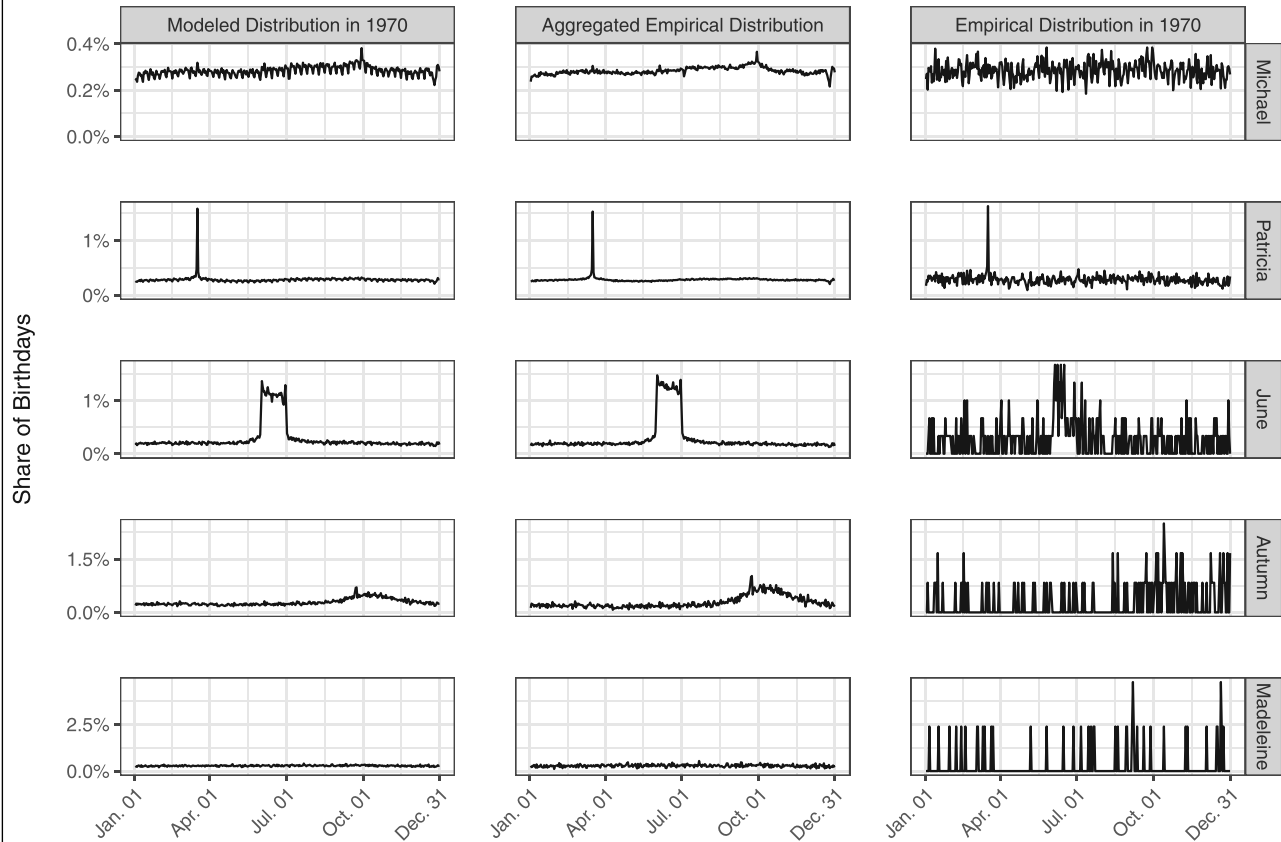 Modeled Distribution in 1970
Aggregated Empirical Distribution
Empirical Distribution in 1970
0.4%
0.2%
0.0%
Michael
1%
0%
Patricia
Share of Birthdays
1%
0%
June
1.5%
0.0%
Autumn
2.5%
0.0%
Madeleine
Jan. 01 Apr. 01 Jul. 01 Oct. 01 Dec. 31
Jan. 01 Apr. 01 Jul. 01 Oct. 01 Dec. 31
Jan. 01 Apr. 01 Jul. 01 Oct. 01 Dec. 31